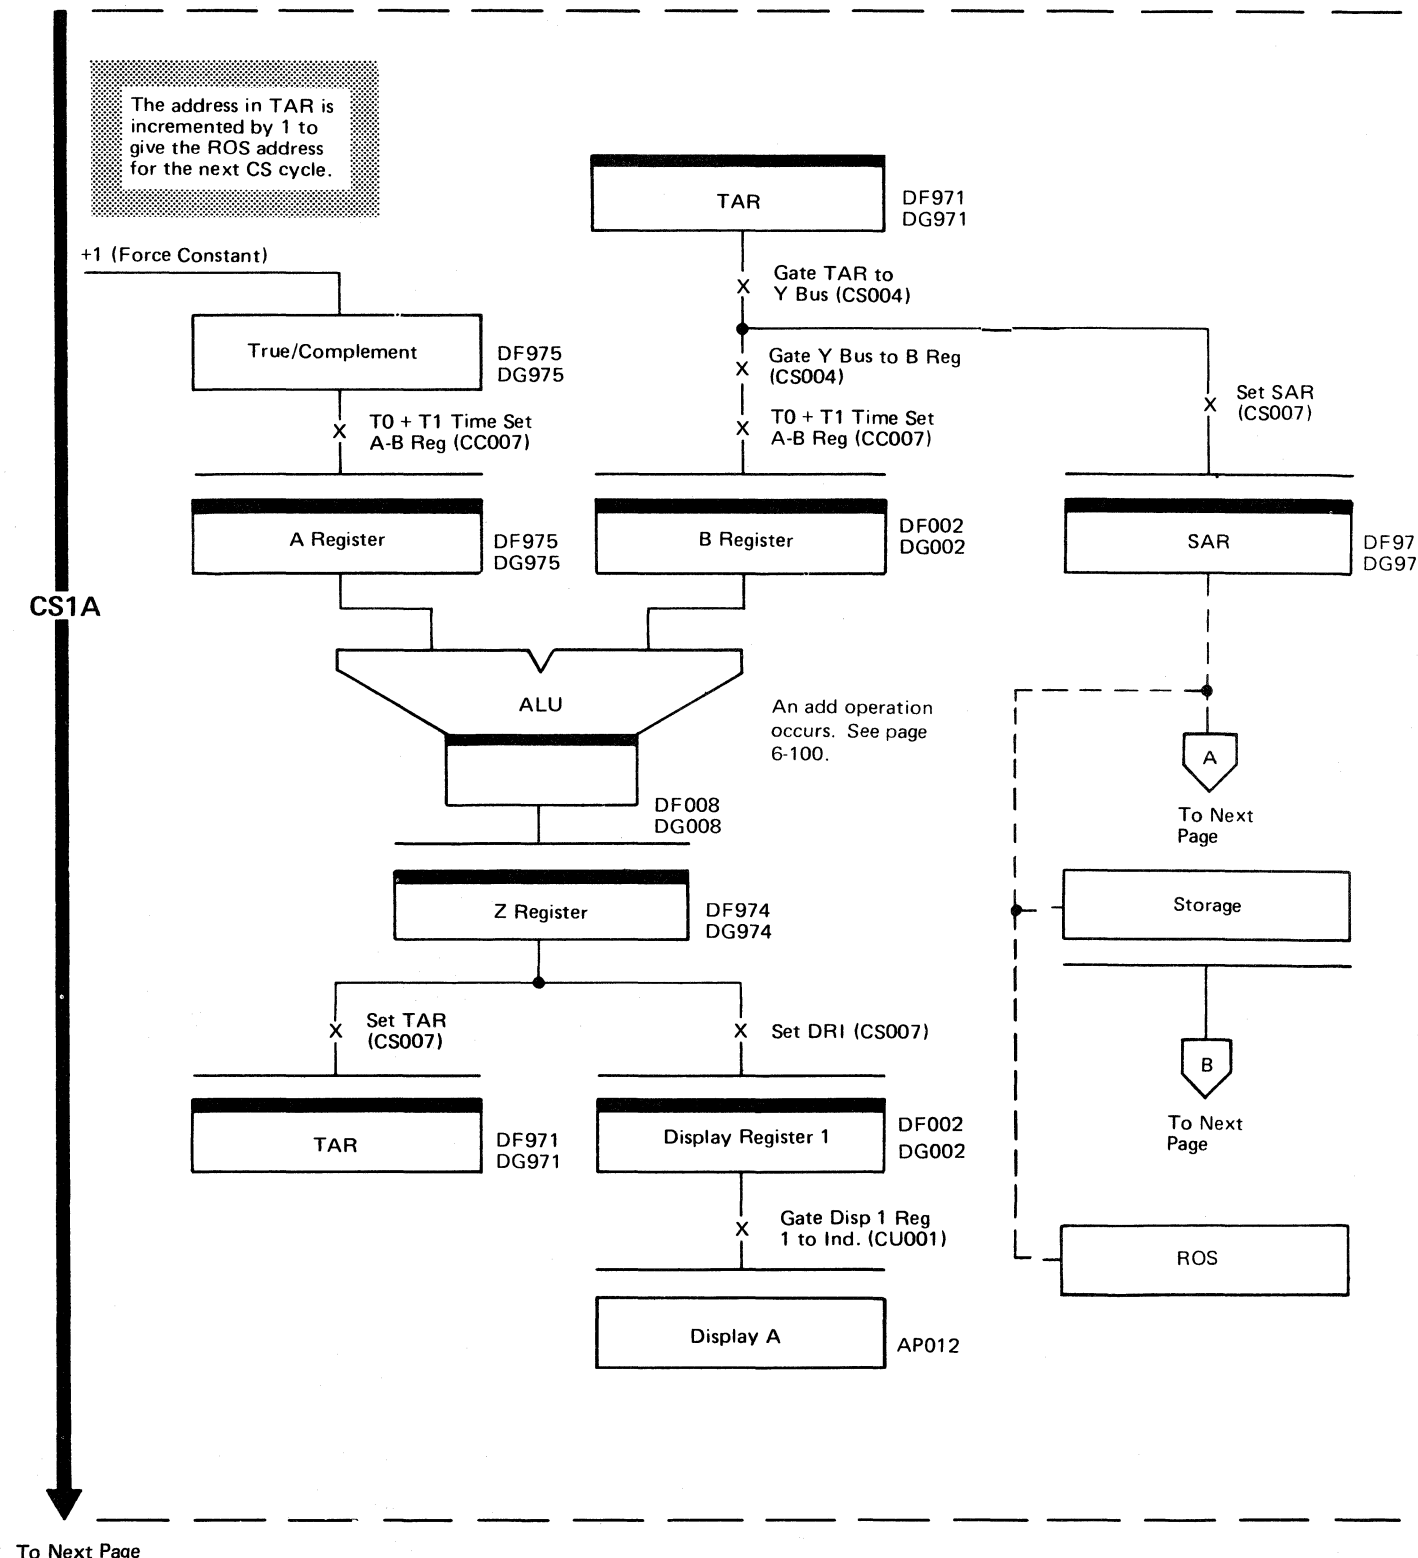 The address in TAR is
incremented by 1 to
give the ROS address
for the next CS cycle.
TAR
DF971
DG971
+1 (Force Constant)
Gate TAR to
Y Bus (CS004)
True/Complement
DF975
DG975
Gate Y Bus to B Reg
(CS004)
Set SAR
(CS007)
T0 + T1 Time Set
A-B Reg (CC007)
T0 + T1 Time Set
A-B Reg (CC007)
A Register
DF975
DG975
B Register
DF002
DG002
SAR
DF97
DG97
CS1A
ALU
An add operation
occurs. See page
6-100.
A
To Next
Page
DF008
DG008
Z Register
DF974
DG974
Storage
Set TAR
(CS007)
Set DRI (CS007)
B
To Next
Page
TAR
DF971
DG971
Display Register 1
DF002
DG002
Gate Disp 1 Reg
1 to Ind. (CU001)
ROS
Display A
AP012
To Next Page